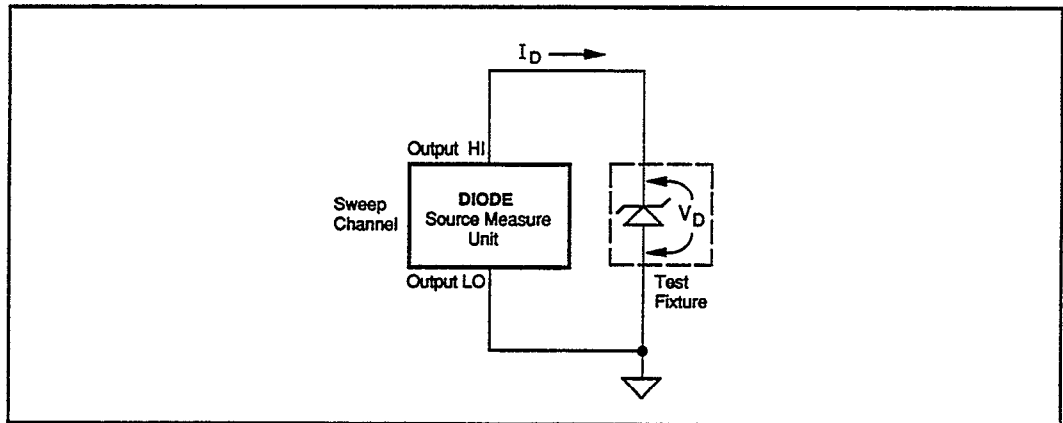 I_D
Output HI
Sweep
Channel
DIODE
Source Measure
Unit
V_D
Output LO
Test
Fixture